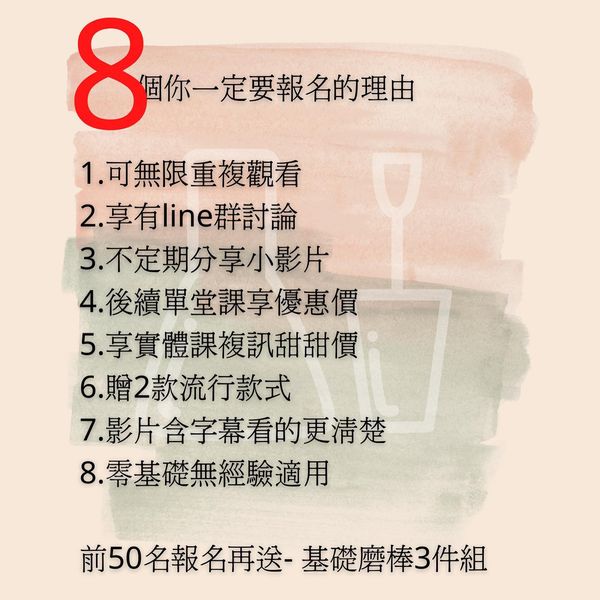 8個你一定要報名的理由
1.可無限重複觀看
2.享有line群討論
3.不定期分享小影片
4.後續單堂課享優惠價
5.享實體課複訊甜甜價
6.贈2款流行款式
7.影片含字幕看的更清楚
8.零基礎無經驗適用
前50名報名再送- 基礎磨棒3件組